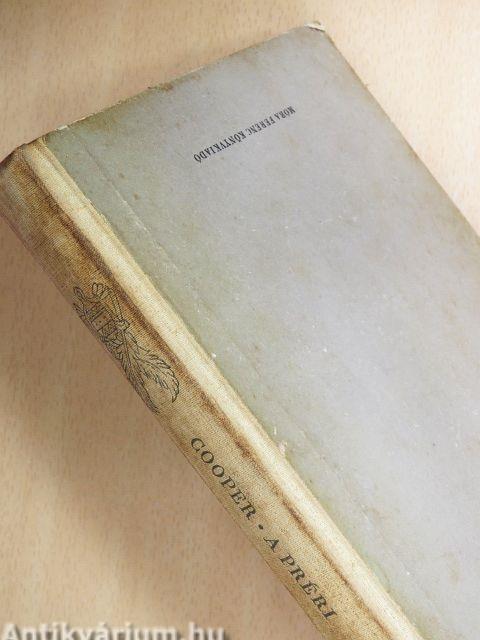 MÓRA FERENC KÖNYVKIADÓ
COOPER • A PRÉRI
Antikvárium.hu